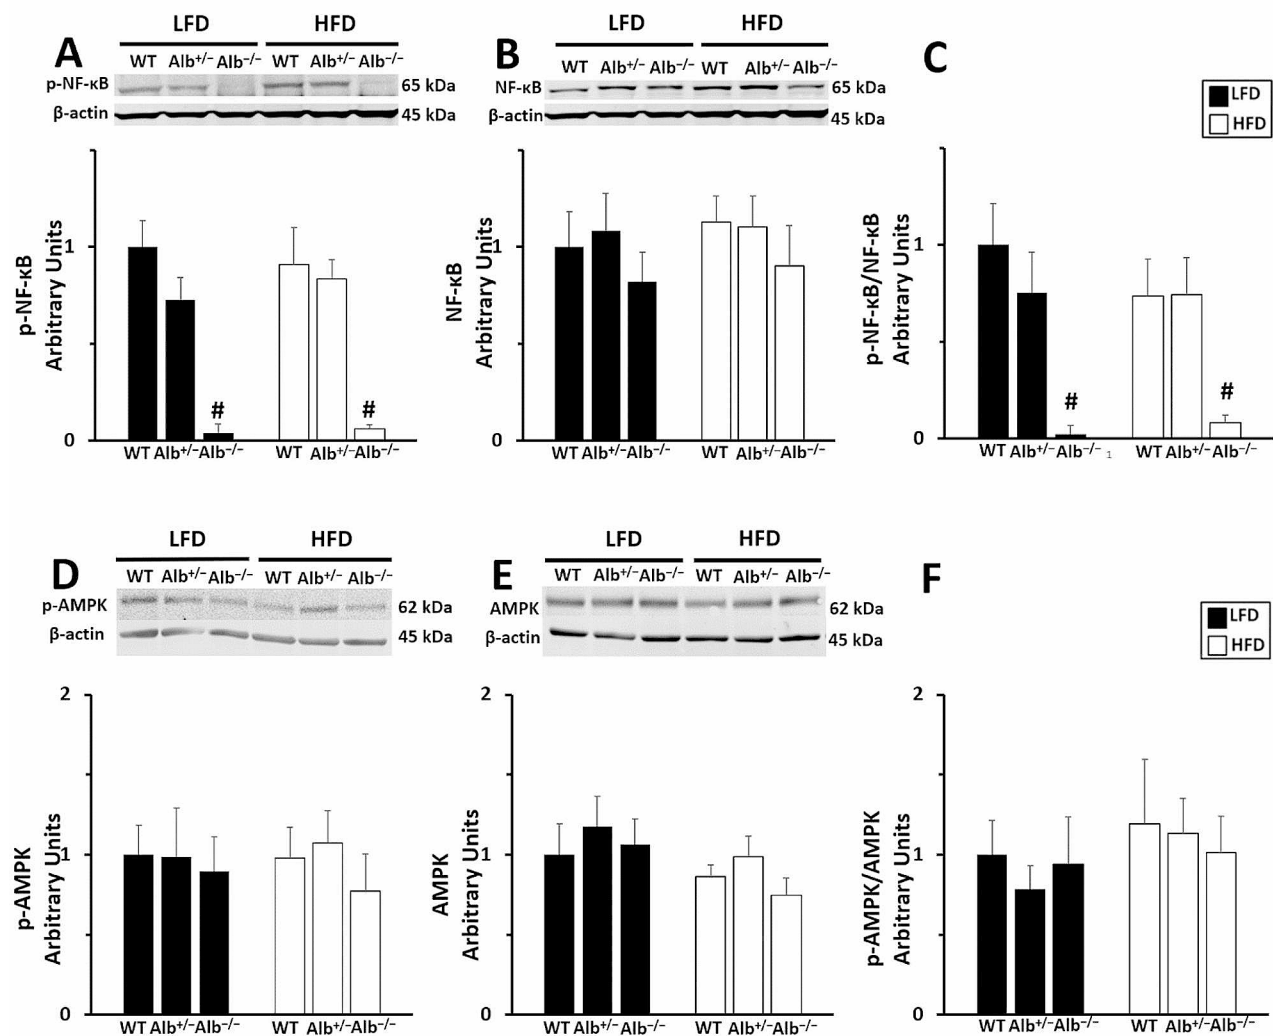 A
LFD HFD
WT Alb+/– Alb–/– WT Alb+/– Alb–/–
p-NF-κB 65 kDa
β-actin 45 kDa
p-NF-κB
Arbitrary Units
1
0
# #
WT Alb+/– Alb–/– WT Alb+/– Alb–/–
B
LFD HFD
WT Alb+/– Alb–/– WT Alb+/– Alb–/–
NF-κB 65 kDa
β-actin 45 kDa
NF-κB
Arbitrary Units
1
0
WT Alb+/– Alb–/– WT Alb+/– Alb–/–
C
LFD
HFD
p-NF-κB/NF-κB
Arbitrary Units
1
0
# #
WT Alb+/– Alb–/– 1 WT Alb+/– Alb–/–
D
LFD HFD
WT Alb+/– Alb–/– WT Alb+/– Alb–/–
p-AMPK 62 kDa
β-actin 45 kDa
p-AMPK
Arbitrary Units
2
1
0
WT Alb+/– Alb–/– WT Alb+/– Alb–/–
E
LFD HFD
WT Alb+/– Alb–/– WT Alb+/– Alb–/–
AMPK 62 kDa
β-actin 45 kDa
AMPK
Arbitrary Units
2
1
0
WT Alb+/– Alb–/– WT Alb+/– Alb–/–
F
LFD
HFD
p-AMPK/AMPK
Arbitrary Units
2
1
0
WT Alb+/– Alb–/– WT Alb+/– Alb–/–